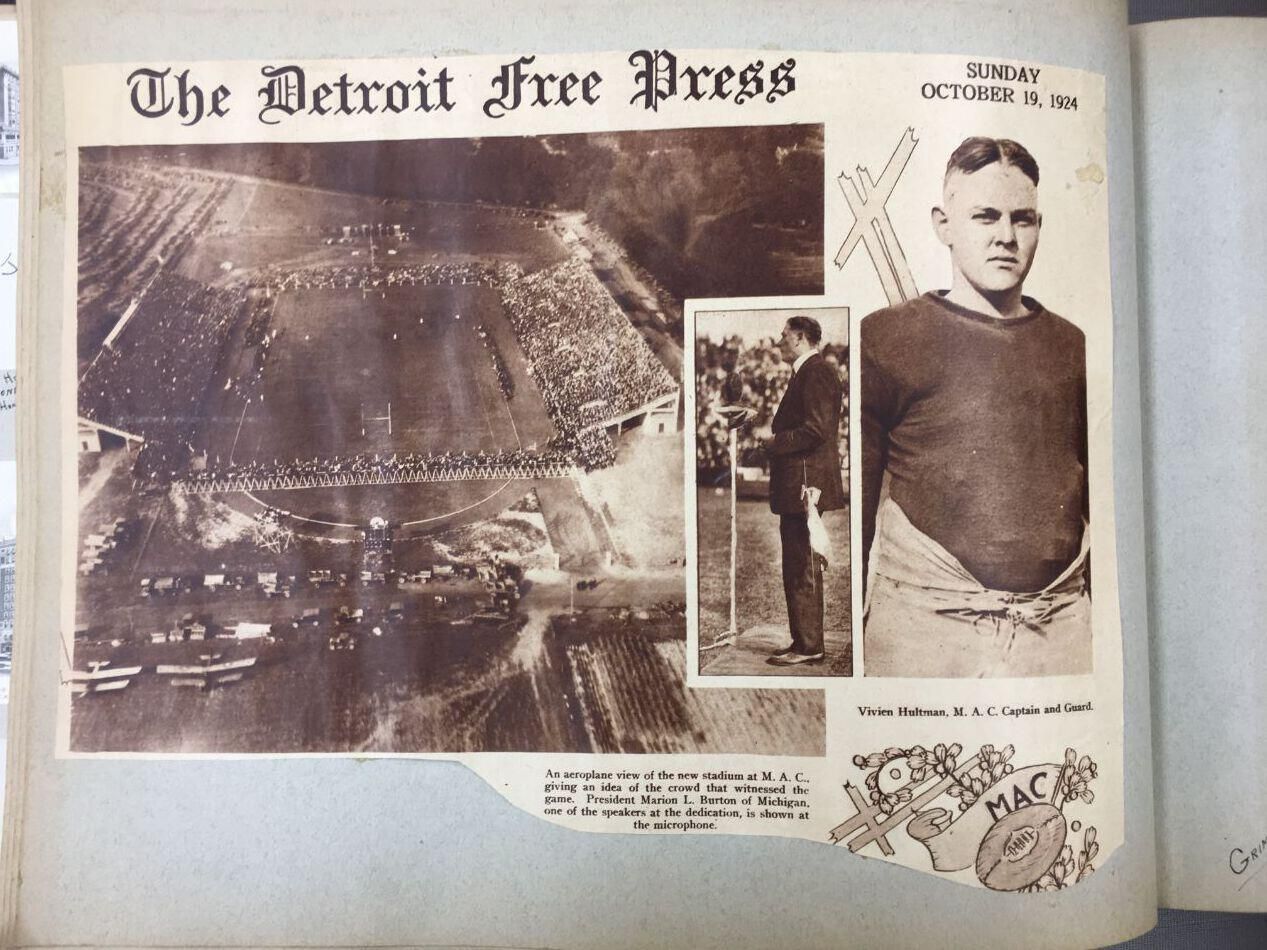 The Detroit Free Press
SUNDAY
OCTOBER 19, 1924
Vivien Hultman, M. A. C. Captain and Guard.
An aeroplane view of the new stadium at M. A. C.,
giving an idea of the crowd that witnessed the
game. President Marion L. Burton of Michigan,
one of the speakers at the dedication, is shown at
the microphone.
MAC